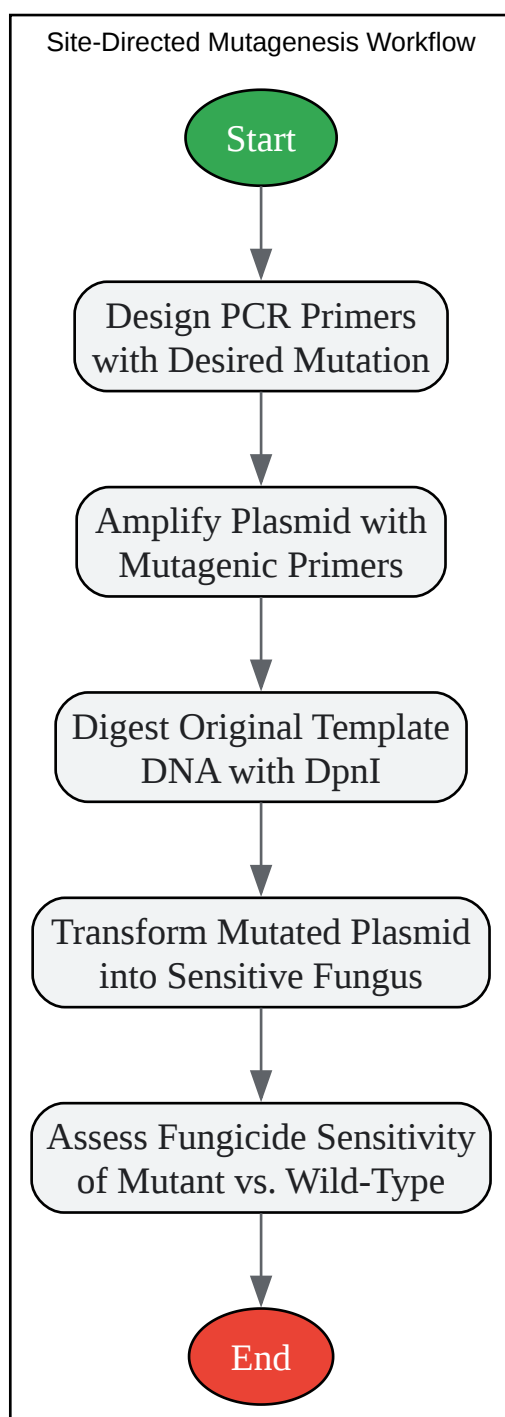 Site-Directed Mutagenesis Workflow
Start
Design PCR Primers
with Desired Mutation
Amplify Plasmid with
Mutagenic Primers
Digest Original Template
DNA with DpnI
Transform Mutated Plasmid
into Sensitive Fungus
Assess Fungicide Sensitivity
of Mutant vs. Wild-Type
End